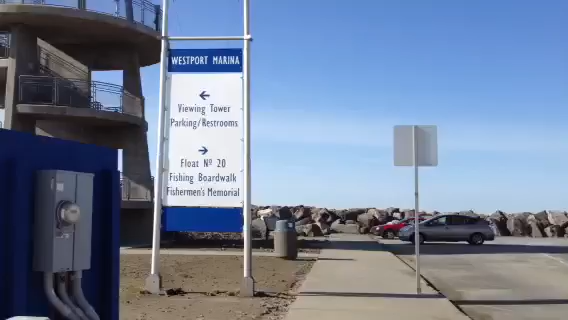 WESTPORT MARINA
←
Viewing Tower
Parking/Restrooms
→
Float Nº 20
Fishing Boardwalk
Fishermen's Memorial